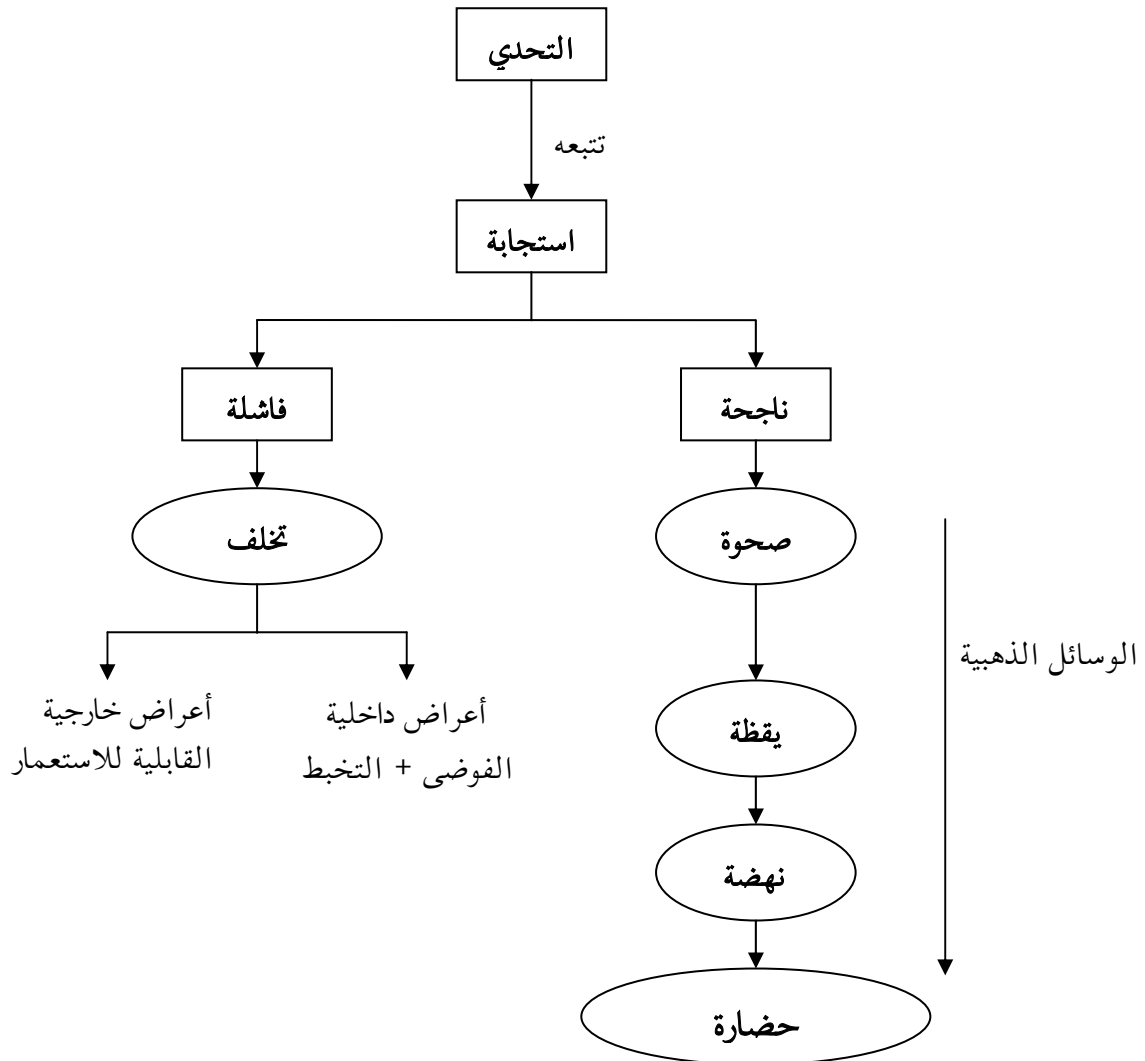 التحدي
تتبعه
استجابة
ناجحة
فاشلة
صحوة
تخلف
الوسائل الذهبية
أعراض داخلية
الفوضى + التخبط
أعراض خارجية
القابلية للاستعمار
يقظة
نهضة
حضارة